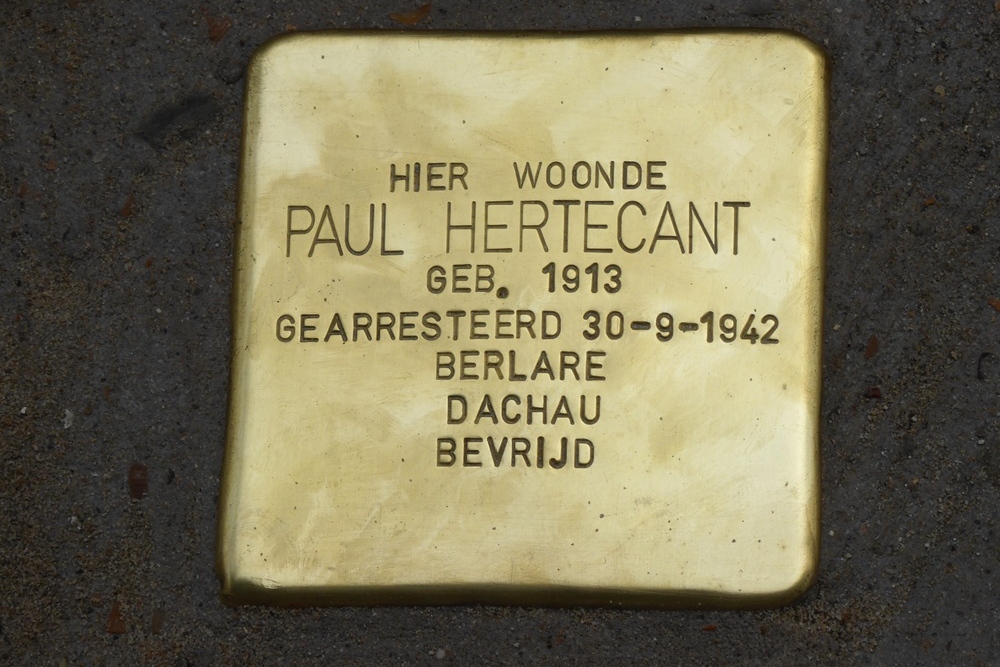 HIER WOONDE
PAUL HERTECANT
GEB. 1913
GEARRESTEERD 30-9-1942
BERLARE
DACHAU
BEVRIJD